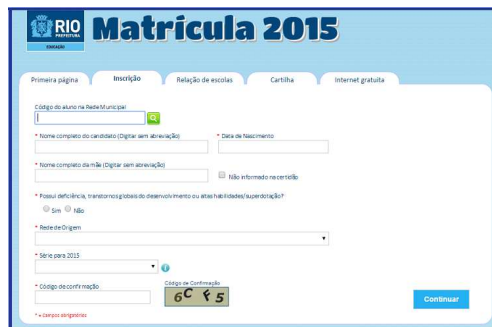 RIO
PREFEITURA
EDUCAÇÃO
Matrícula 2015
Primeira página
Inscrição
Relação de escolas
Cartilha
Internet gratuita
Código do aluno na Rede Municipal
* Nome completo do candidato (Digitar sem abreviação)
* Data de Nascimento
* Nome completo da mãe (Digitar sem abreviação)
Não informado na certidão
* Possui deficiência, transtornos globais do desenvolvimento ou altas habilidades/superdotação?
Sim Não
* Rede de Origem
* Série para 2015
* Código de confirmação
Código de Confirmação
6C F 5
Continuar
* = campos obrigatórios